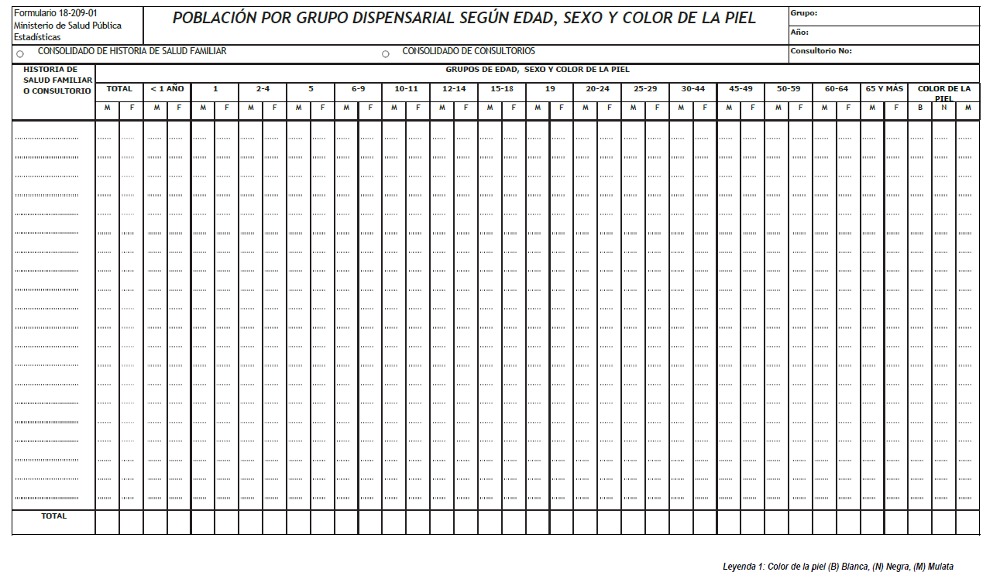 Formulario 18-209-01
Ministerio de Salud Pública
Estadísticas
POBLACIÓN POR GRUPO DISPENSARIAL SEGÚN EDAD, SEXO Y COLOR DE LA PIEL
Grupo:
Año:
CONSOLIDADO DE HISTORIA DE SALUD FAMILIAR
CONSOLIDADO DE CONSULTORIOS
Consultorio No:
HISTORIA DE
SALUD FAMILIAR
O CONSULTORIO
GRUPOS DE EDAD, SEXO Y COLOR DE LA PIEL
TOTAL < 1 AÑO 1 2-4 5 6-9 10-11 12-14 15-18 19 20-24 25-29 30-44 45-49 50-59 60-64 65 Y MÁS COLOR DE LA
PIEL
M F M F M F M F M F M F M F M F M F M F M F M F M F M F M F M F M F B N M
TOTAL
Leyenda 1: Color de la piel (B) Blanca, (N) Negra, (M) Mulata